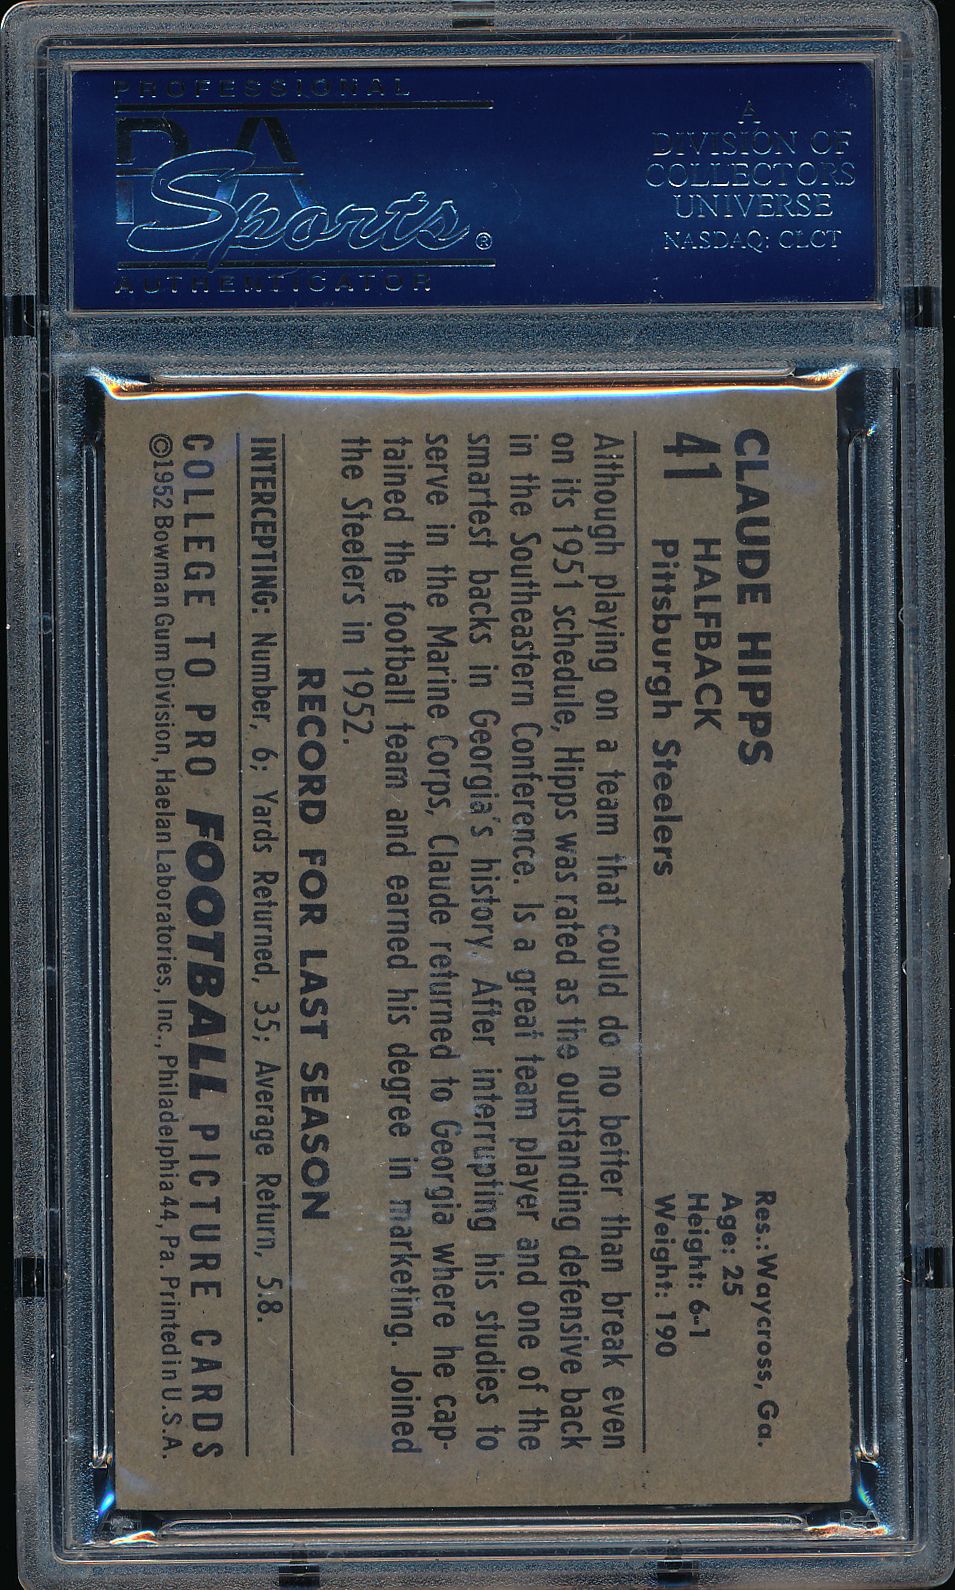 PROFESSIONAL
PSA
Sports®
AUTHENTICATOR
A
DIVISION OF
COLLECTORS
UNIVERSE
NASDAQ: CLCT
CLAUDE HIPPS
41 HALFBACK
Pittsburgh Steelers
Res.: Waycross, Ga.
Age: 25
Height: 6-1
Weight: 190
Although playing on a team that could do no better than break even
on its 1951 schedule, Hipps was rated as the outstanding defensive back
in the Southeastern Conference. Is a great team player and one of the
smartest backs in Georgia's history. After interrupting his studies to
serve in the Marine Corps, Claude returned to Georgia where he cap-
tained the football team and earned his degree in marketing. Joined
the Steelers in 1952.
RECORD FOR LAST SEASON
INTERCEPTING: Number, 6; Yards Returned, 35; Average Return, 5.8.
COLLEGE TO PRO FOOTBALL PICTURE CARDS
©1952 Bowman Gum Division, Haelan Laboratories, Inc., Philadelphia 44, Pa. Printed in U.S.A.